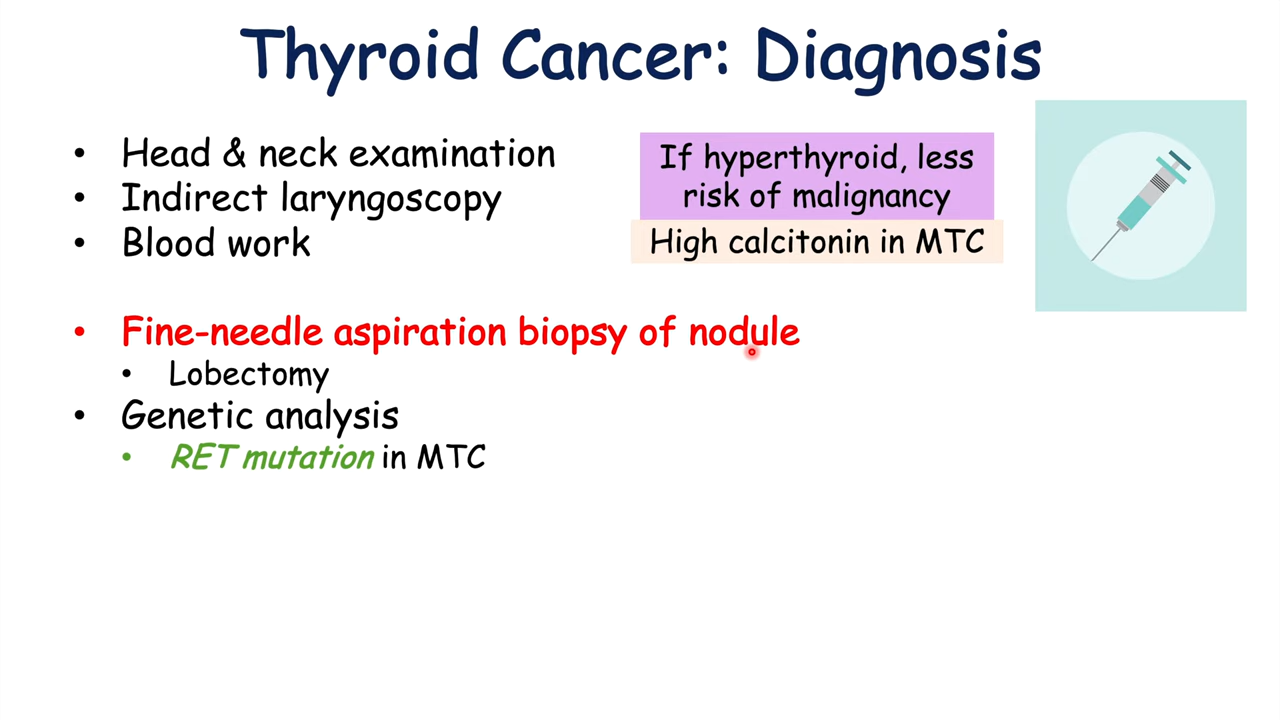 Thyroid Cancer: Diagnosis
• Head & neck examination
• Indirect laryngoscopy
• Blood work
If hyperthyroid, less
risk of malignancy
High calcitonin in MTC
• Fine-needle aspiration biopsy of nodule
• Lobectomy
• Genetic analysis
• RET mutation in MTC